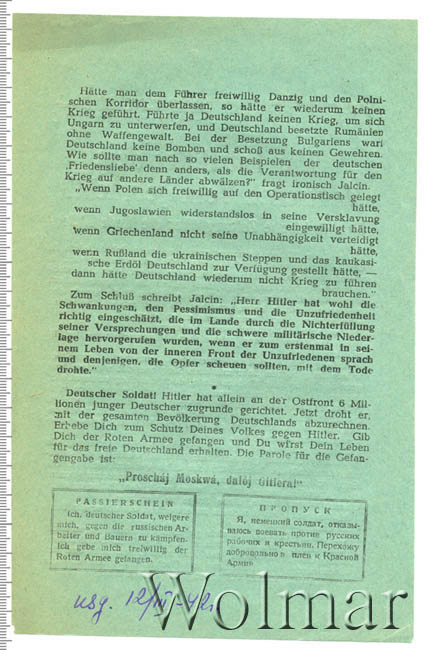 Hätte man dem Führer freiwillig Danzig und den Polni-
schen Korridor überlassen, so hätte er wiederum keinen
Krieg geführt. Führte ja Deutschland keinen Krieg, um sich
Ungarn zu unterwerfen, und Deutschland besetzte Rumänien
ohne Waffengewalt. Bei der Besetzung Bulgariens warf
Deutschland keine Bomben und schoß aus keinen Gewehren.
Wie sollte man nach so vielen Beispielen der deutschen
‚Friedensliebe' denn anders, als die Verantwortung für den
Krieg auf andere Länder abwälzen?" fragt ironisch Jalcin.
„Wenn Polen sich freiwillig auf den Operationstisch gelegt
hätte,
wenn Jugoslawien widerstandslos in seine Versklavung
eingewilligt hätte,
wenn Griechenland nicht seine Unabhängigkeit verteidigt
hätte,
wenn Rußland die ukrainischen Steppen und das kaukasi-
sche Erdöl Deutschland zur Verfügung gestellt hätte, —
dann hätte Deutschland wiederum nicht Krieg zu führen
brauchen."
Zum Schluß schreibt Jalcin: „Herr Hitler hat wohl die
Schwankungen, den Pessimismus und die Unzufriedenheit
richtig eingeschätzt, die im Lande durch die Nichterfüllung
seiner Versprechungen und die schwere militärische Nieder-
lage hervorgerufen wurden, wenn er zum erstenmal in sei-
nem Leben von der inneren Front der Unzufriedenen sprach
und denjenigen, die Opfer scheuen sollten, mit dem Tode
drohte."
Deutscher Soldat! Hitler hat allein an der Ostfront 6 Mil-
lionen junger Deutscher zugrunde gerichtet. Jetzt droht er,
mit der gesamten Bevölkerung Deutschlands abzurechnen.
Erhebe Dich zum Schutz Deines Volkes gegen Hitler. Gib
Dich der Roten Armee gefangen und Du wirst Dein Leben
für das freie Deutschland erhalten. Die Parole für die Gefan-
gengabe ist:
„Proscháj Moskwá, dalój Gitlera!"
PASSIERSCHEIN
Ich, deutscher Soldat, weigere
mich, gegen die russischen Ar-
beiter und Bauern zu kämpfen.
Ich gebe mich freiwillig der
Roten Armee gefangen.
ПРОПУСК
Я, немецкий солдат, отказы-
ваюсь воевать против русских
рабочих и крестьян. Перехожу
добровольно в плен к Красной
Армии
изд. 12/III-42г.
Wolmar